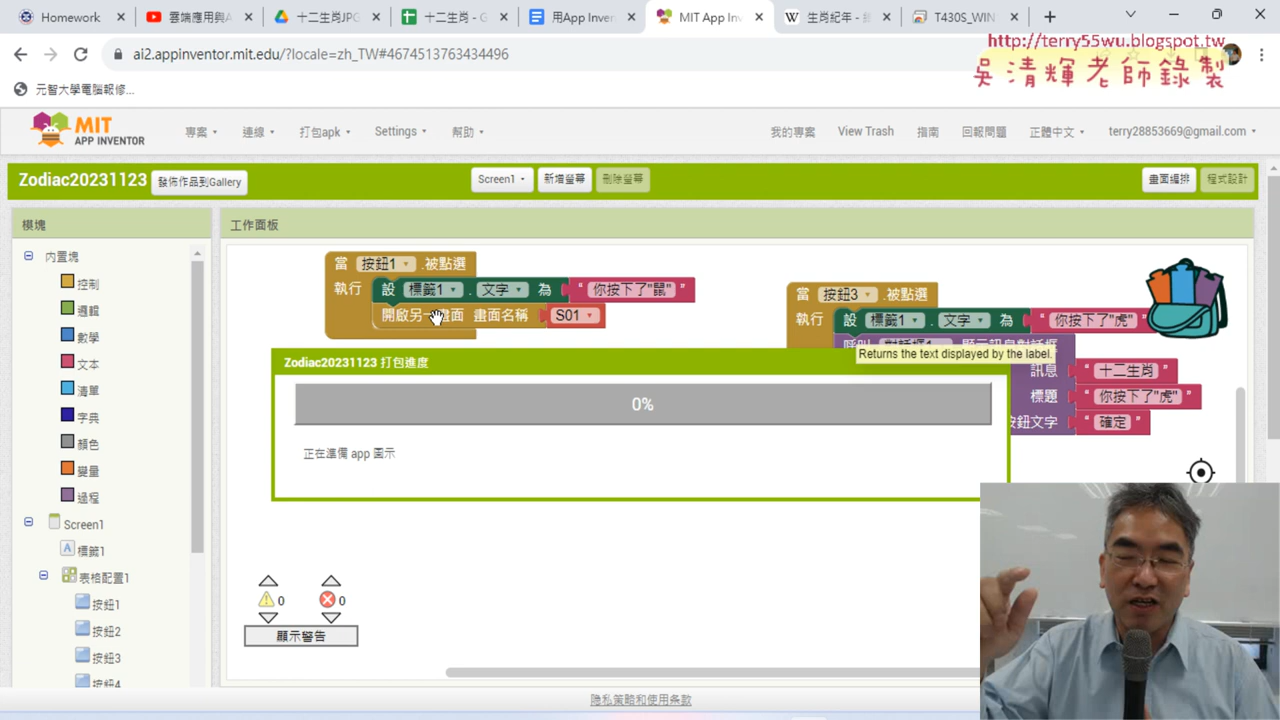 Homework
雲端應用與A
十二生肖JPG
十二生肖 - G
用App Inven
MIT App Inv
生肖紀年 - 維
T430S_WIN
ai2.appinventor.mit.edu/?locale=zh_TW#4674513763434496
http://terry55wu.blogspot.tw
吳清輝老師錄製
元智大學電腦報修...
MIT
APP INVENTOR
專案
連線
打包apk
Settings
幫助
我的專案
View Trash
指南
回報問題
正體中文
terry28853669@gmail.com
Zodiac20231123
發佈作品到Gallery
Screen1
新增螢幕
刪除螢幕
畫面編排
程式設計
模塊
工作面板
內置塊
控制
邏輯
數學
文本
清單
字典
顏色
變量
過程
Screen1
標籤1
表格配置1
按鈕1
按鈕2
按鈕3
按鈕4
當 按鈕1 .被點選
執行 設 標籤1 . 文字 為 " 你按下了"鼠" "
開啟另一畫面 畫面名稱 S01
當 按鈕3 .被點選
執行 設 標籤1 . 文字 為 " 你按下了"虎" "
Returns the text displayed by the label.
訊息 " 十二生肖 "
標題 " 你按下了"虎" "
按鈕文字 " 確定 "
Zodiac20231123 打包進度
0%
正在準備 app 圖示
0
0
顯示警告
隐私策略和使用条款